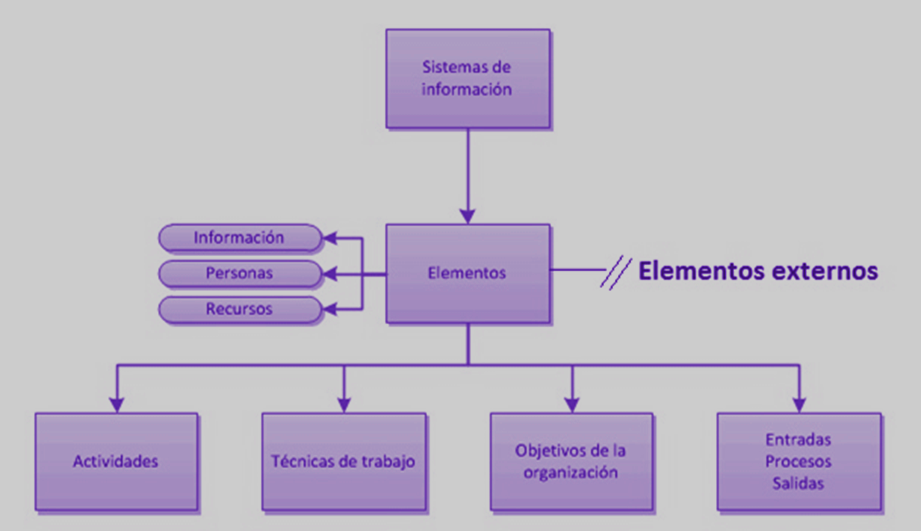 Sistemas de
información
Información
Personas
Recursos
Elementos
Elementos externos
Actividades
Técnicas de trabajo
Objetivos de la
organización
Entradas
Procesos
Salidas